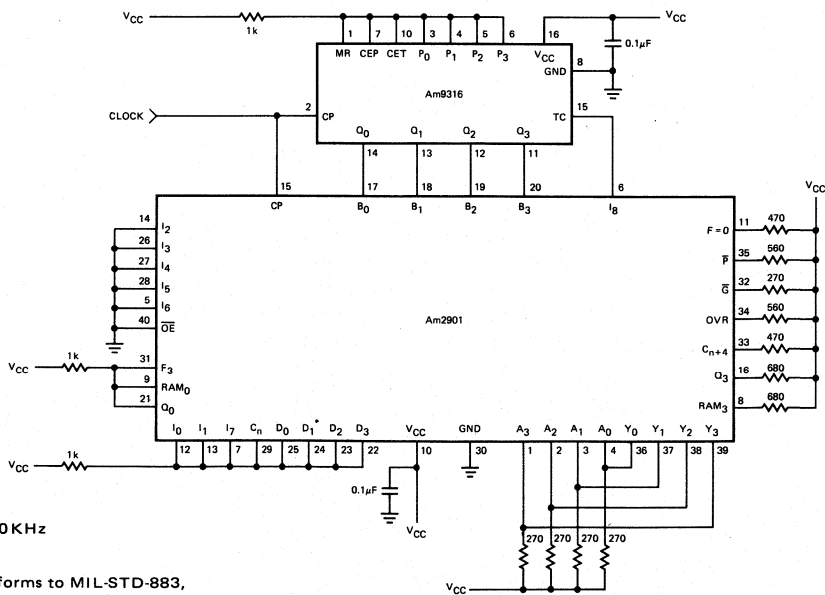 VCC
1k
VCC
1 7 10 3 4 5 6 16
MR CEP CET P0 P1 P2 P3 VCC
0.1μF
GND 8
Am9316
15
CLOCK
2 CP
TC
Q0 Q1 Q2 Q3
14 13 12 11
15 17 18 19 20 6
CP B0 B1 B2 B3 I8
VCC
14 I2
26 I3
27 I4
28 I5
5 I6
40 OE
Am2901
F = 0 11 470
P 35 560
G 32 270
OVR 34 560
Cn+4 33 470
Q3 16 680
RAM3 8 680
VCC 1k
31 F3
9 RAM0
21 Q0
I0 I1 I7 Cn D0 D1 D2 D3 VCC GND A3 A2 A1 A0 Y0 Y1 Y2 Y3
12 13 7 29 25 24 23 22 10 30 1 2 3 4 36 37 38 39
VCC 1k
0.1μF
VCC
270 270 270 270
VCC
0KHz
forms to MIL-STD-883,